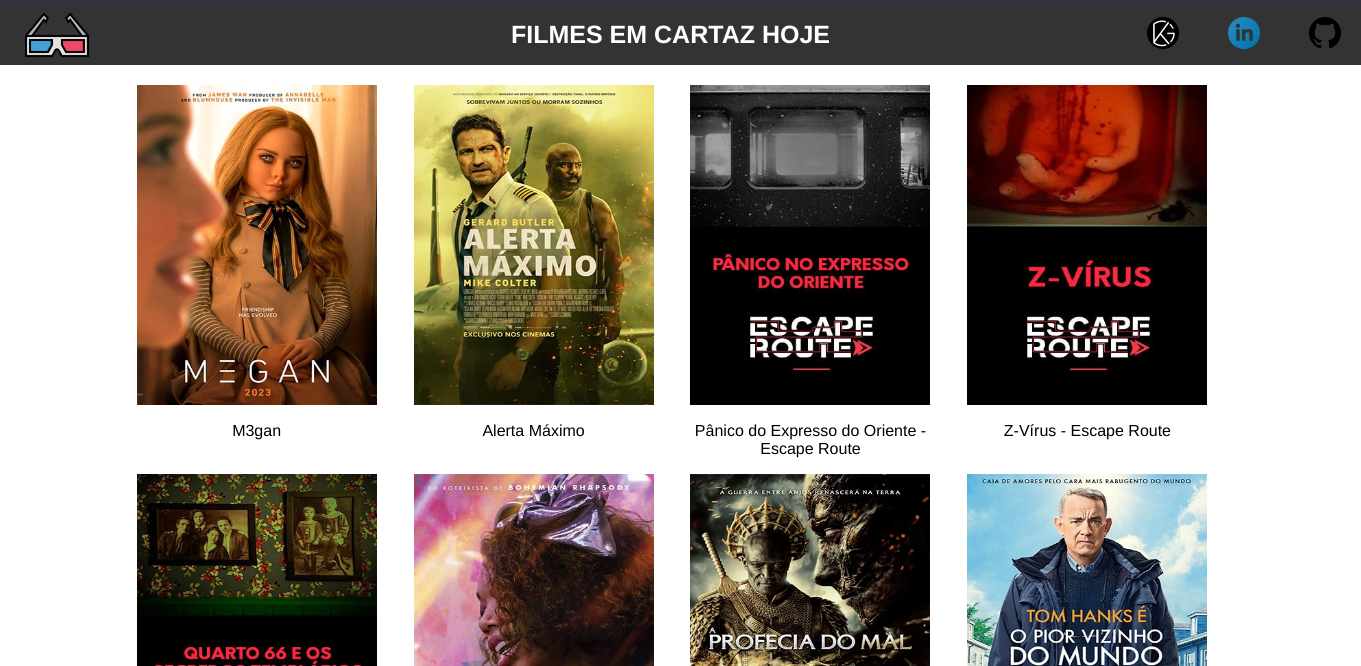 FILMES EM CARTAZ HOJE
in
FROM JAMES WAN PRODUCER OF ANNABELLE
AND BLUMHOUSE PRODUCER OF THE INVISIBLE MAN
FRIENDSHIP
HAS EVOLVED
MEGAN
2023
M3gan
SOBREVIVAM JUNTOS OU MORRAM SOZINHOS
GERARD BUTLER
ALERTA
MÁXIMO
MIKE COLTER
EXCLUSIVO NOS CINEMAS
Alerta Máximo
PÂNICO NO EXPRESSO
DO ORIENTE
ESCAPE
ROUTE
Pânico do Expresso do Oriente -
Escape Route
Z-VÍRUS
ESCAPE
ROUTE
Z-Vírus - Escape Route
QUARTO 66 E OS
DO ROTEIRISTA DE BOHEMIAN RHAPSODY
A GUERRA ENTRE ANJOS RENASCERÁ NA TERRA
A PROFECIA DO MAL
CAIA DE AMORES PELO CARA MAIS RABUGENTO DO MUNDO
TOM HANKS É
O PIOR VIZINHO
DO MUNDO